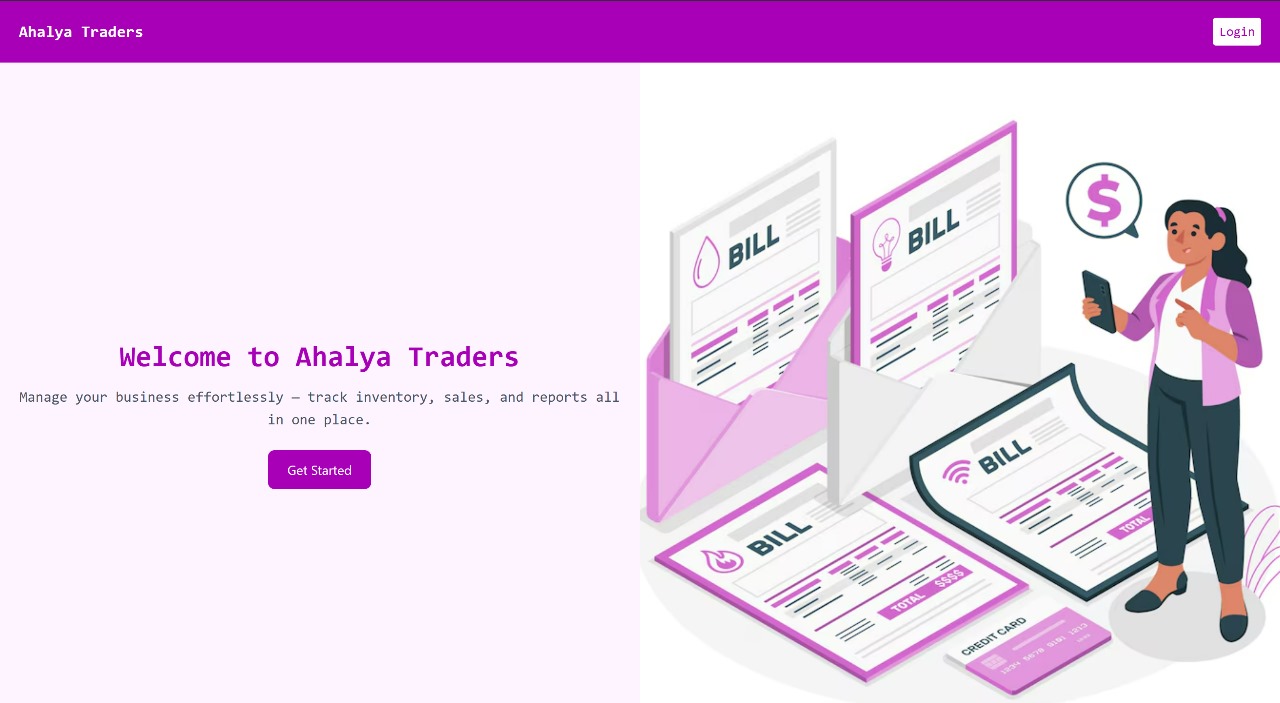 Ahalya Traders
Login
Welcome to Ahalya Traders
Manage your business effortlessly — track inventory, sales, and reports all
in one place.
Get Started
BILL
BILL
$
BILL
TOTAL
BILL
TOTAL $$$$
CREDIT CARD
1234 5678 9101 1213